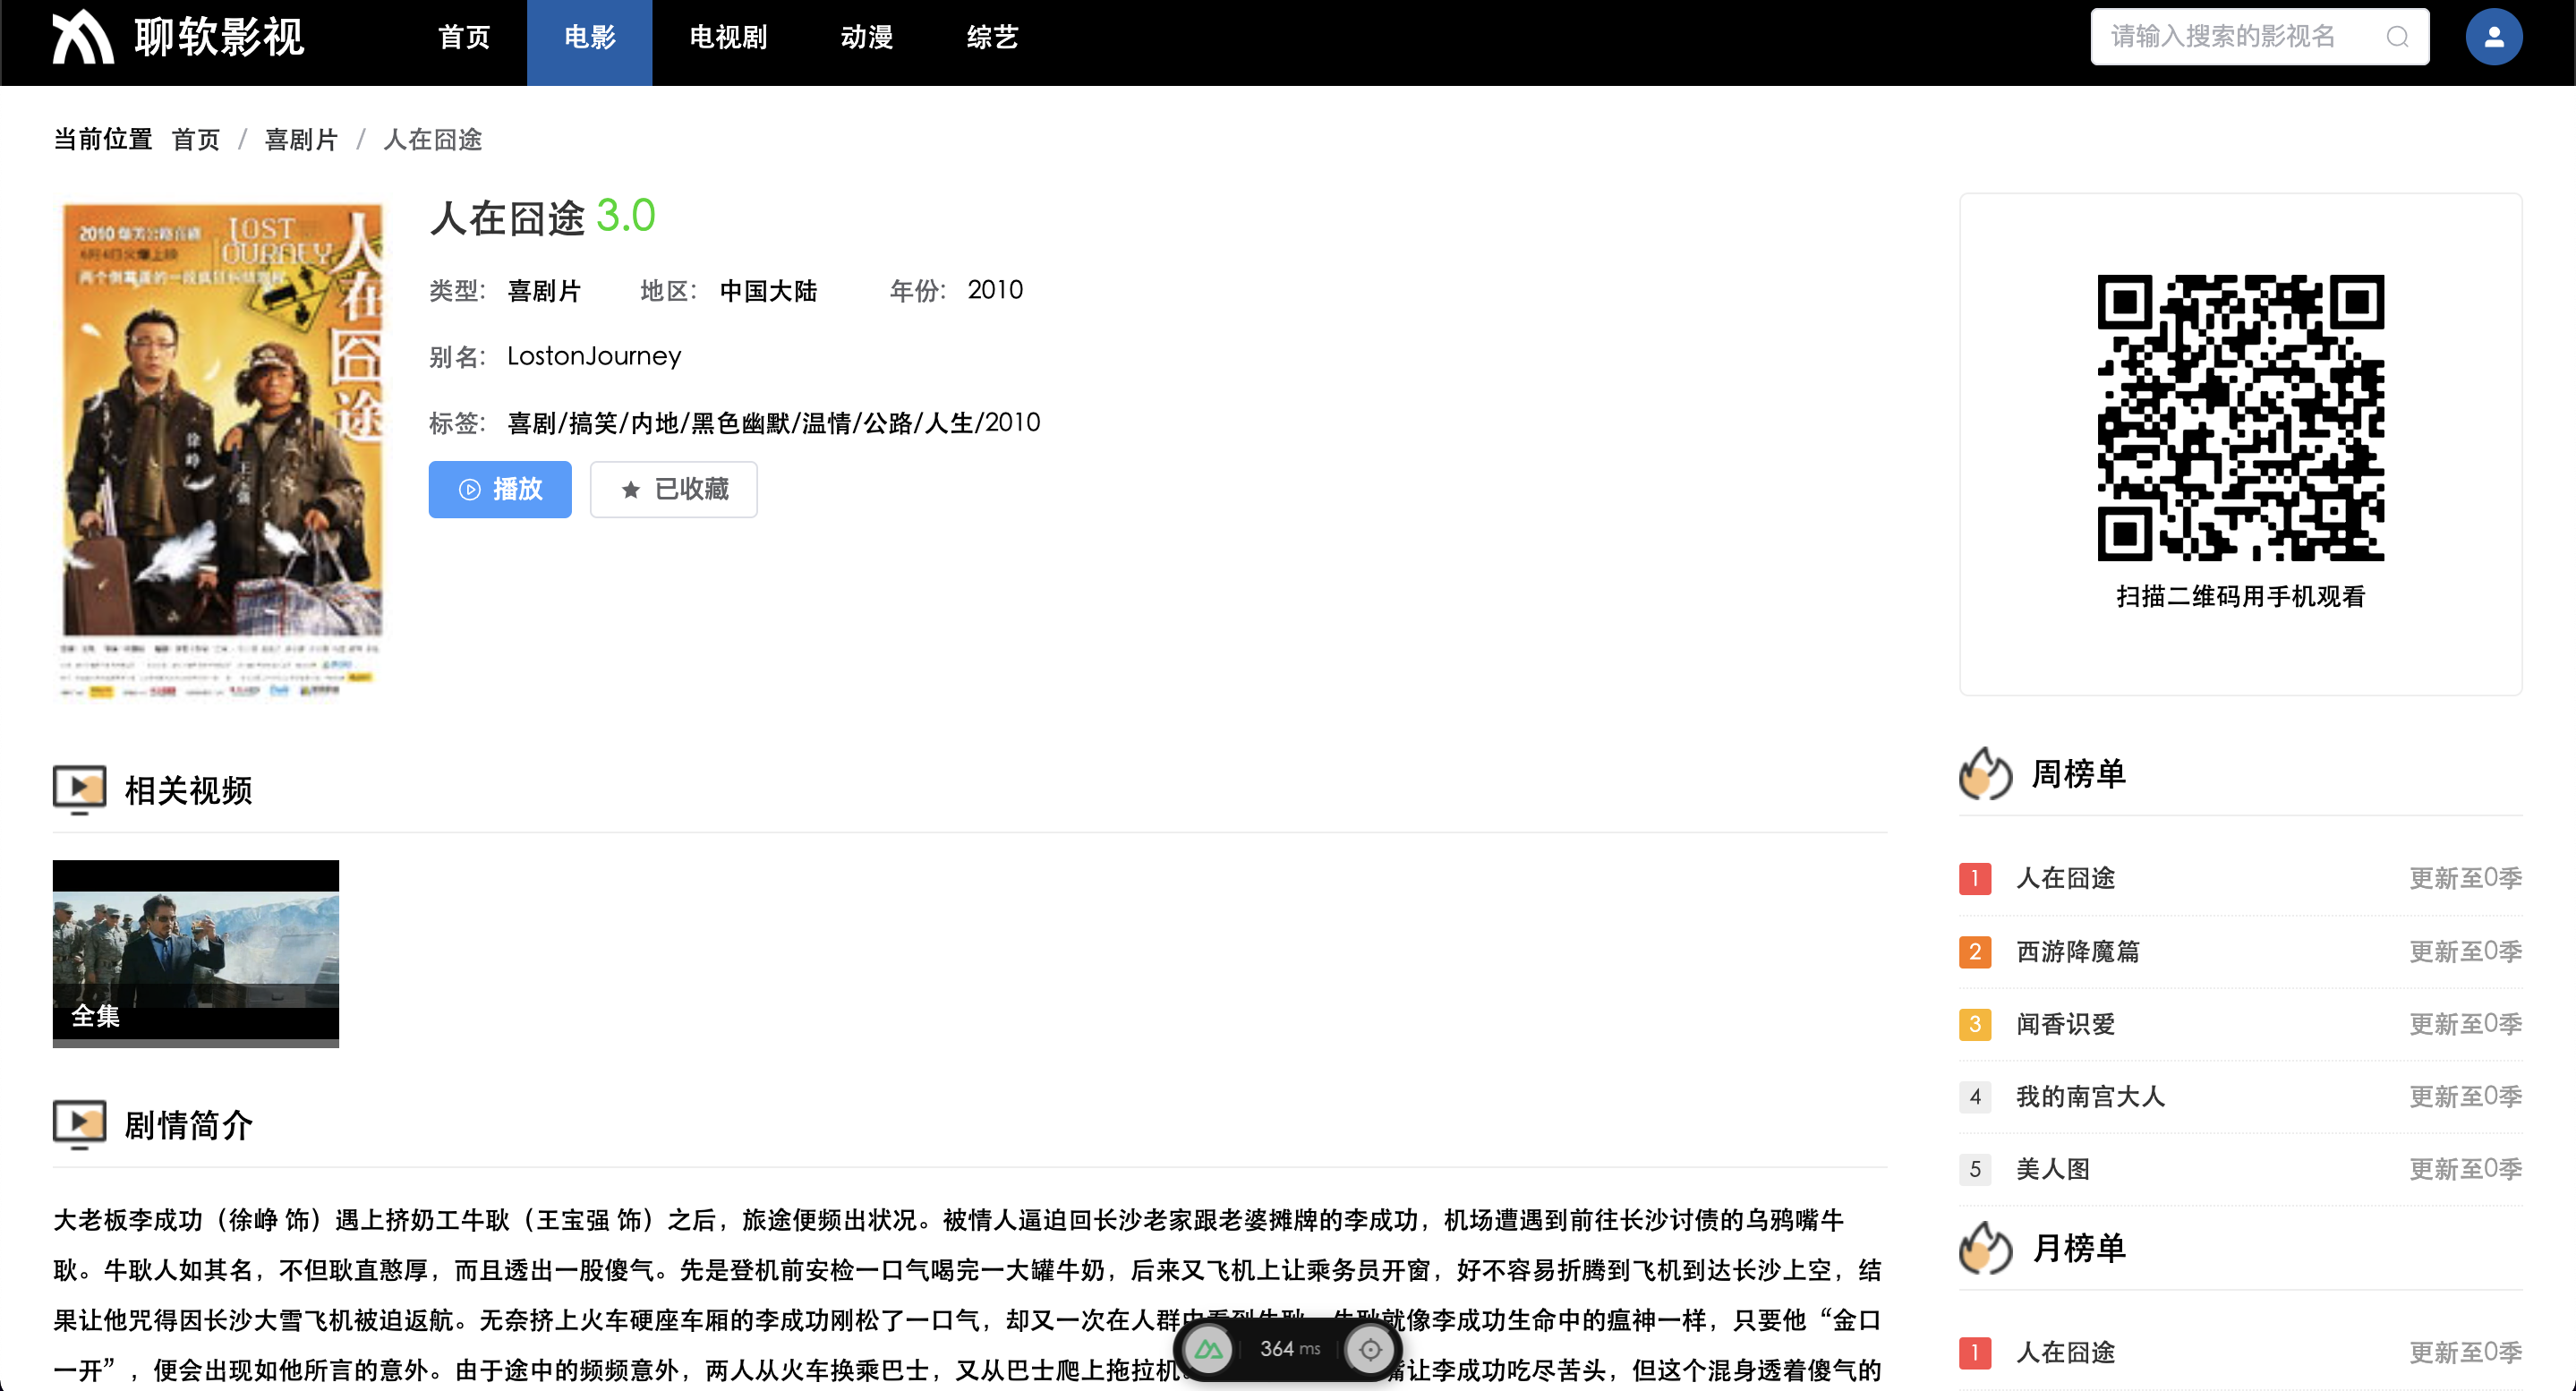 聊软影视
首页
电影
电视剧
动漫
综艺
请输入搜索的影视名
当前位置 首页 / 喜剧片 / 人在囧途
LOST
人在囧途
徐峥
人在囧途 3.0
类型: 喜剧片 地区: 中国大陆 年份: 2010
别名: LostonJourney
标签: 喜剧/搞笑/内地/黑色幽默/温情/公路/人生/2010
播放
已收藏
扫描二维码用手机观看
相关视频
全集
剧情简介
大老板李成功（徐峥 饰）遇上挤奶工牛耿（王宝强 饰）之后，旅途便频出状况。被情人逼迫回长沙老家跟老婆摊牌的李成功，机场遭遇到前往长沙讨债的乌鸦嘴牛
耿。牛耿人如其名，不但耿直憨厚，而且透出一股傻气。先是登机前安检一口气喝完一大罐牛奶，后来又飞机上让乘务员开窗，好不容易折腾到飞机到达长沙上空，结
果让他咒得因长沙大雪飞机被迫返航。无奈挤上火车硬座车厢的李成功刚松了一口气，却又一次在人群中看到牛耿。牛耿就像李成功生命中的瘟神一样，只要他“金口
一开”，便会出现如他所言的意外。由于途中的频频意外，两人从火车换乘巴士，又从巴士爬上拖拉机。 嘴让李成功吃尽苦头，但这个混身透着傻气的
364 ms
周榜单
1 人在囧途 更新至0季
2 西游降魔篇 更新至0季
3 闻香识爱 更新至0季
4 我的南宫大人 更新至0季
5 美人图 更新至0季
月榜单
1 人在囧途 更新至0季